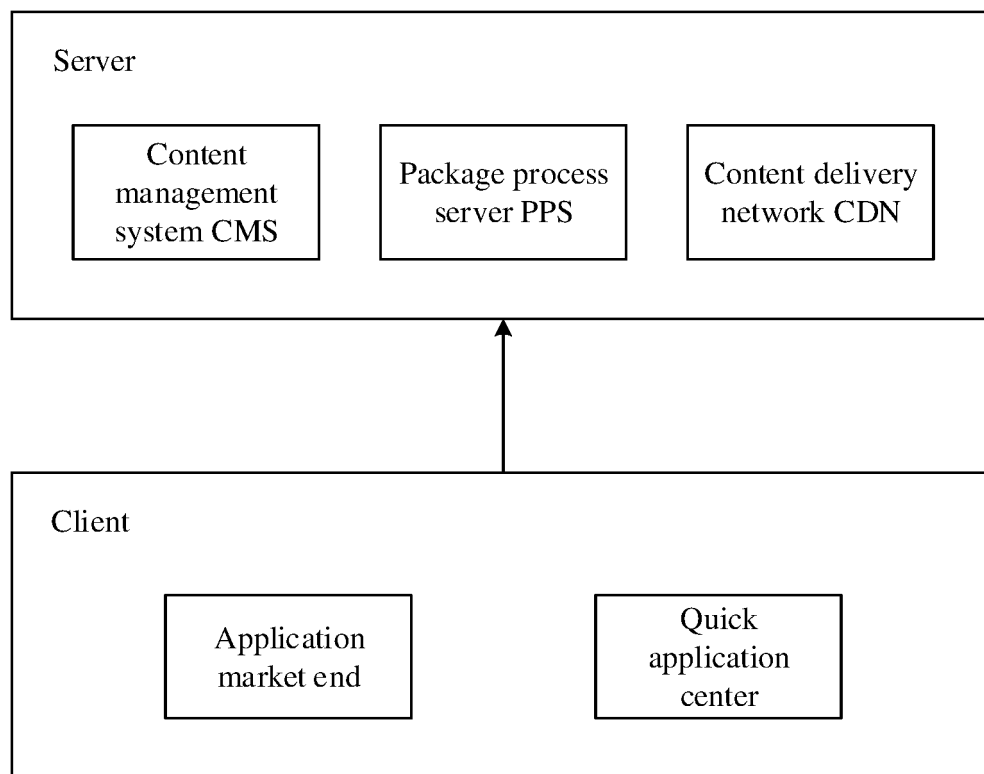 Server
Content
management
system CMS
Package process
server PPS
Content delivery
network CDN
Client
Application
market end
Quick
application
center